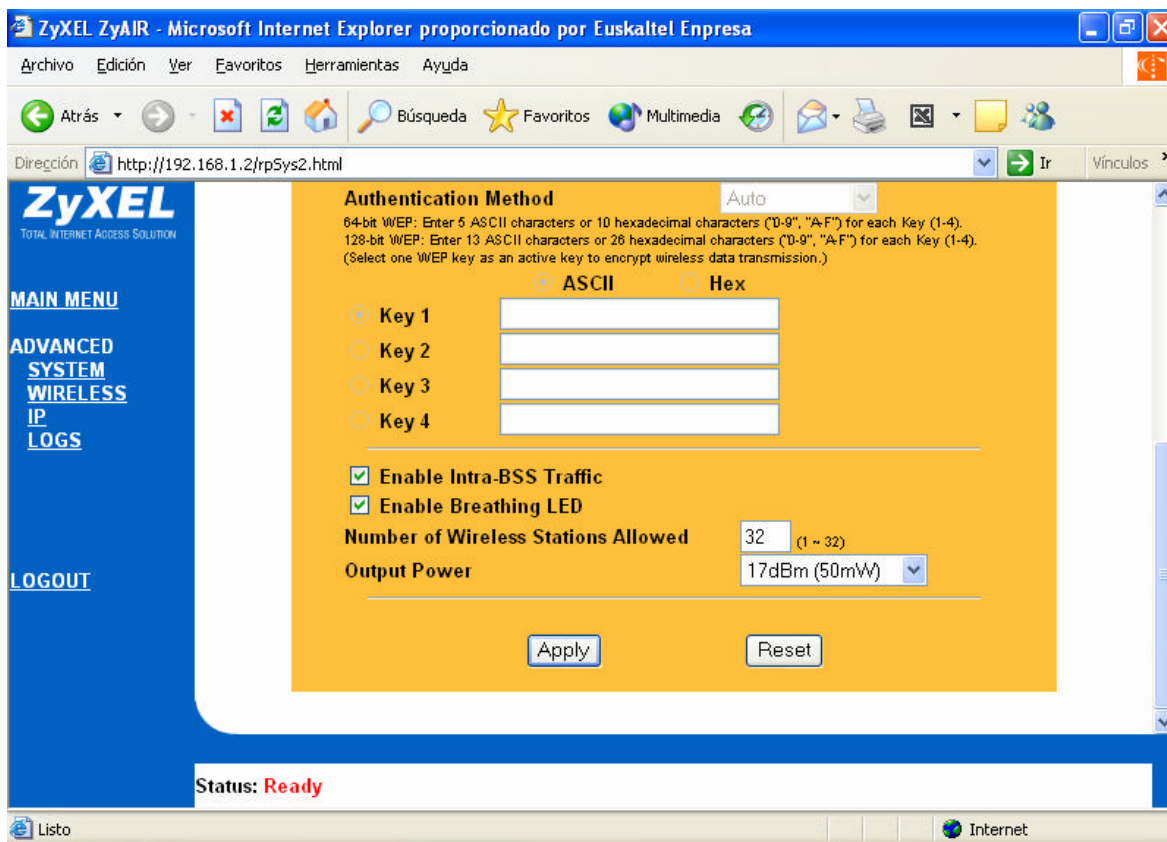 ZyXEL ZyAIR - Microsoft Internet Explorer proporcionado por Euskaltel Enpresa
Archivo Edición Ver Favoritos Herramientas Ayuda
Atrás Búsqueda Favoritos Multimedia
Dirección http://192.168.1.2/rpSys2.html Ir Vínculos
ZyXEL
TOTAL INTERNET ACCESS SOLUTION
MAIN MENU
ADVANCED
SYSTEM
WIRELESS
IP
LOGS
LOGOUT
Authentication Method Auto
64-bit WEP: Enter 5 ASCII characters or 10 hexadecimal characters ("0-9", "A-F") for each Key (1-4).
128-bit WEP: Enter 13 ASCII characters or 26 hexadecimal characters ("0-9", "A-F") for each Key (1-4).
(Select one WEP key as an active key to encrypt wireless data transmission.)
ASCII Hex
Key 1
Key 2
Key 3
Key 4
Enable Intra-BSS Traffic
Enable Breathing LED
Number of Wireless Stations Allowed 32 (1 ~ 32)
Output Power 17dBm (50mW)
Apply Reset
Status: Ready
Listo Internet